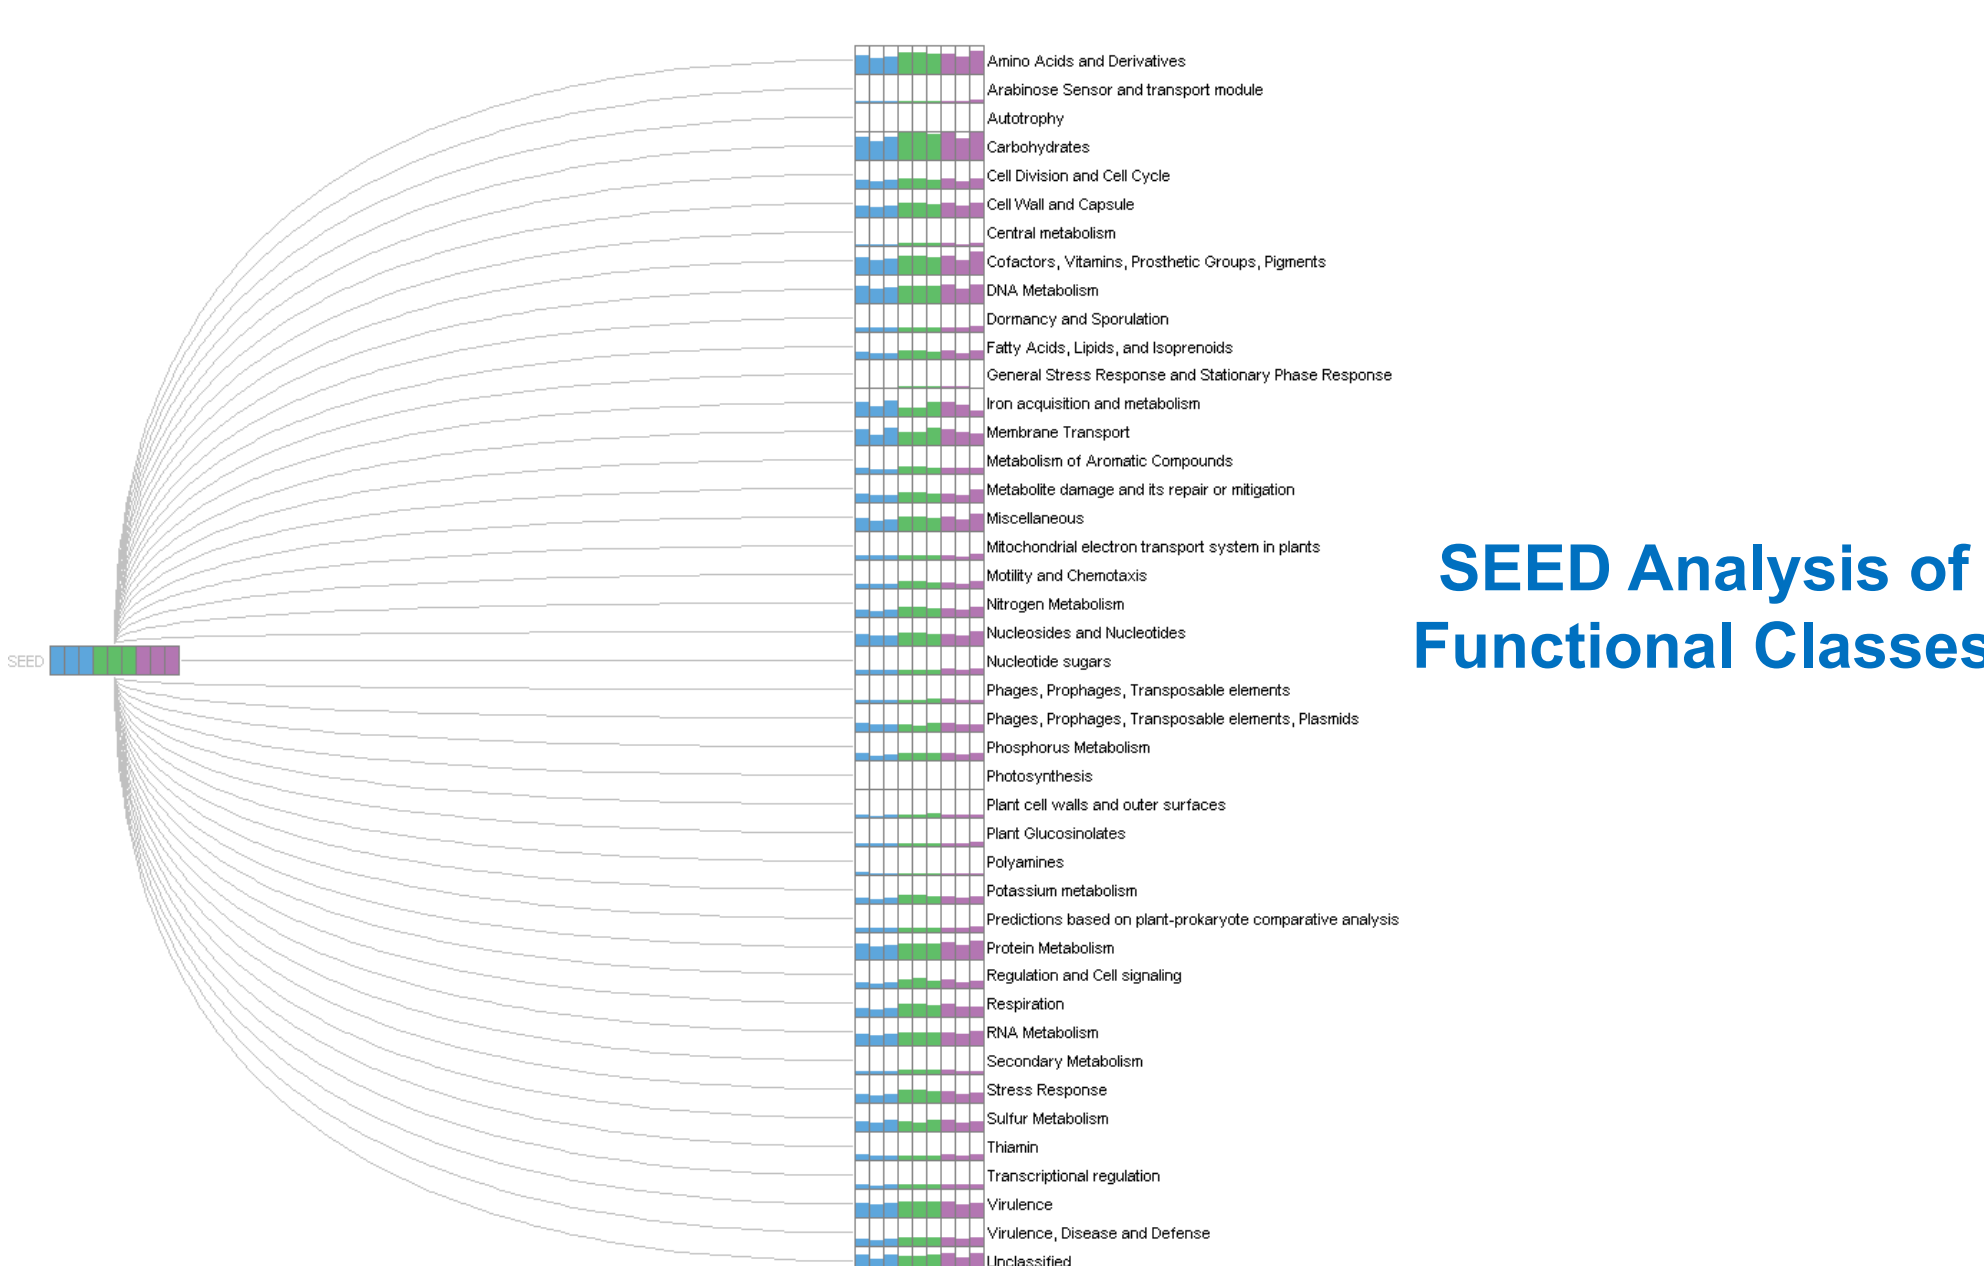 Amino Acids and Derivatives
Arabinose Sensor and transport module
Autotrophy
Carbohydrates
Cell Division and Cell Cycle
Cell Wall and Capsule
Central metabolism
Cofactors, Vitamins, Prosthetic Groups, Pigments
DNA Metabolism
Dormancy and Sporulation
Fatty Acids, Lipids, and Isoprenoids
General Stress Response and Stationary Phase Response
Iron acquisition and metabolism
Membrane Transport
Metabolism of Aromatic Compounds
Metabolite damage and its repair or mitigation
Miscellaneous
Mitochondrial electron transport system in plants
Motility and Chemotaxis
Nitrogen Metabolism
Nucleosides and Nucleotides
SEED
Nucleotide sugars
Phages, Prophages, Transposable elements
Phages, Prophages, Transposable elements, Plasmids
Phosphorus Metabolism
Photosynthesis
Plant cell walls and outer surfaces
Plant Glucosinolates
Polyamines
Potassium metabolism
Predictions based on plant-prokaryote comparative analysis
Protein Metabolism
Regulation and Cell signaling
Respiration
RNA Metabolism
Secondary Metabolism
Stress Response
Sulfur Metabolism
Thiamin
Transcriptional regulation
Virulence
Virulence, Disease and Defense
Unclassified
SEED Analysis of
Functional Classes